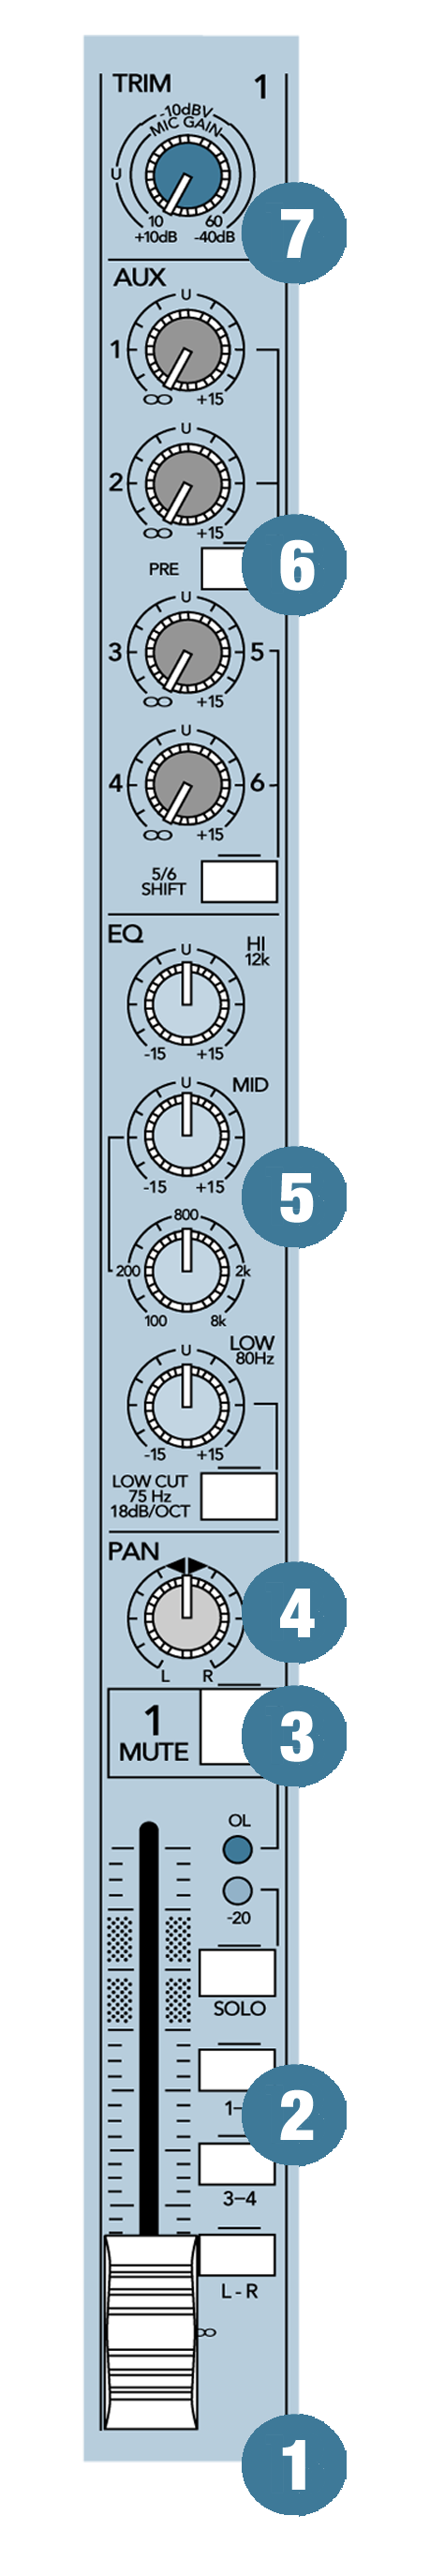 TRIM 1
-10dBV
MIC GAIN
U
10 60
+10dB -40dB
7
AUX
U
1
∞ +15
U
2
∞ +15
PRE
6
U
3 5
∞ +15
U
4 6
∞ +15
5/6
SHIFT
EQ
HI
12k
U
-15 +15
MID
U
-15 +15
5
800
200 2k
100 8k
LOW
80Hz
U
-15 +15
LOW CUT
75 Hz
18dB/OCT
PAN
4
L R
1
MUTE
3
OL
-20
SOLO
1–
2
3–4
L-R
∞
1